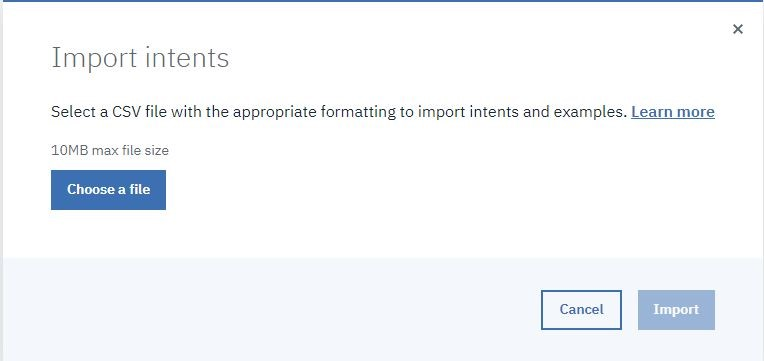 ×
Import intents
Select a CSV file with the appropriate formatting to import intents and examples. Learn more
10MB max file size
Choose a file
Cancel
Import